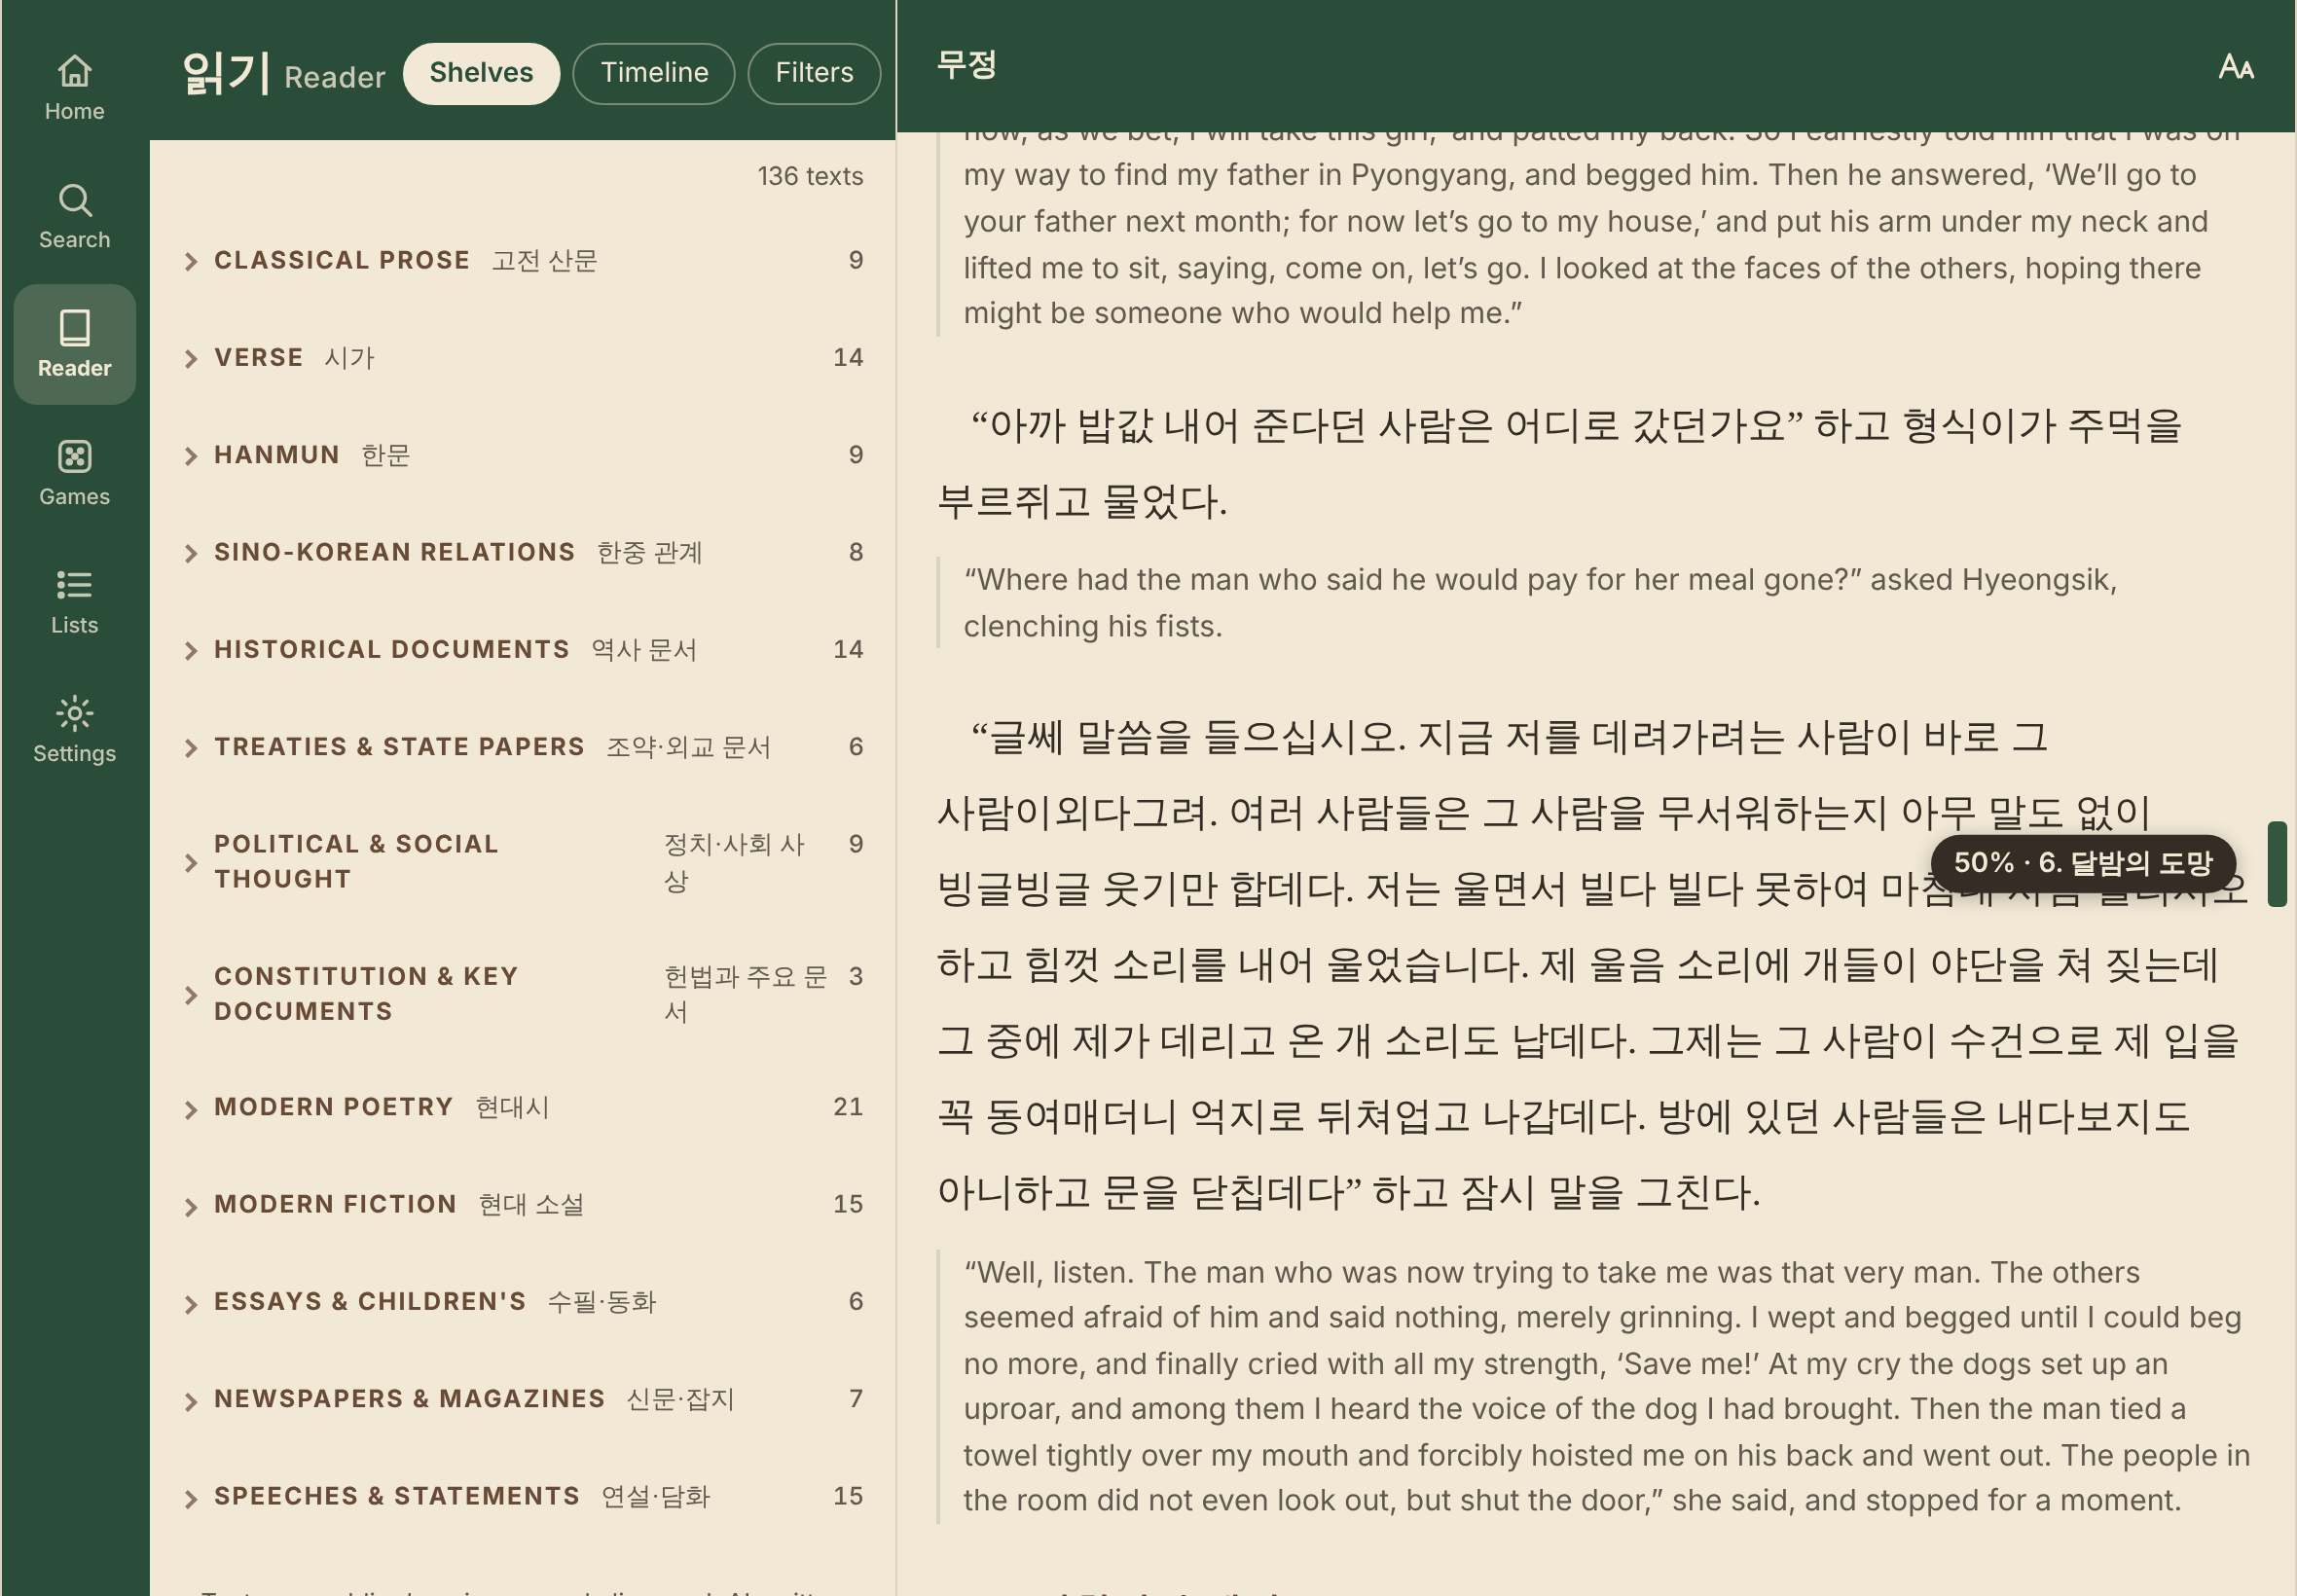 Home
Search
Reader
Games
Lists
Settings
읽기 Reader
Shelves
Timeline
Filters
136 texts
CLASSICAL PROSE 고전 산문 9
VERSE 시가 14
HANMUN 한문 9
SINO-KOREAN RELATIONS 한중 관계 8
HISTORICAL DOCUMENTS 역사 문서 14
TREATIES & STATE PAPERS 조약·외교 문서 6
POLITICAL & SOCIAL 정치·사회 사 9
THOUGHT 상
CONSTITUTION & KEY 헌법과 주요 문 3
DOCUMENTS 서
MODERN POETRY 현대시 21
MODERN FICTION 현대 소설 15
ESSAYS & CHILDREN'S 수필·동화 6
NEWSPAPERS & MAGAZINES 신문·잡지 7
SPEECHES & STATEMENTS 연설·담화 15
무정
AA
now, as we bet, I will take this girl,’ and patted my back. So I earnestly told him that I was on
my way to find my father in Pyongyang, and begged him. Then he answered, ‘We’ll go to
your father next month; for now let’s go to my house,’ and put his arm under my neck and
lifted me to sit, saying, come on, let’s go. I looked at the faces of the others, hoping there
might be someone who would help me.”
“아까 밥값 내어 준다던 사람은 어디로 갔던가요” 하고 형식이가 주먹을
부르쥐고 물었다.
“Where had the man who said he would pay for her meal gone?” asked Hyeongsik,
clenching his fists.
“글쎄 말씀을 들으십시오. 지금 저를 데려가려는 사람이 바로 그
사람이외다그려. 여러 사람들은 그 사람을 무서워하는지 아무 말도 없이
50% · 6. 달밤의 도망
빙글빙글 웃기만 합데다. 저는 울면서 빌다 빌다 못하여
하고 힘껏 소리를 내어 울었습니다. 제 울음 소리에 개들이 야단을 쳐 짖는데
그 중에 제가 데리고 온 개 소리도 납데다. 그제는 그 사람이 수건으로 제 입을
꼭 동여매더니 억지로 뒤쳐업고 나갑데다. 방에 있던 사람들은 내다보지도
아니하고 문을 닫칩데다” 하고 잠시 말을 그친다.
“Well, listen. The man who was now trying to take me was that very man. The others
seemed afraid of him and said nothing, merely grinning. I wept and begged until I could beg
no more, and finally cried with all my strength, ‘Save me!’ At my cry the dogs set up an
uproar, and among them I heard the voice of the dog I had brought. Then the man tied a
towel tightly over my mouth and forcibly hoisted me on his back and went out. The people in
the room did not even look out, but shut the door,” she said, and stopped for a moment.